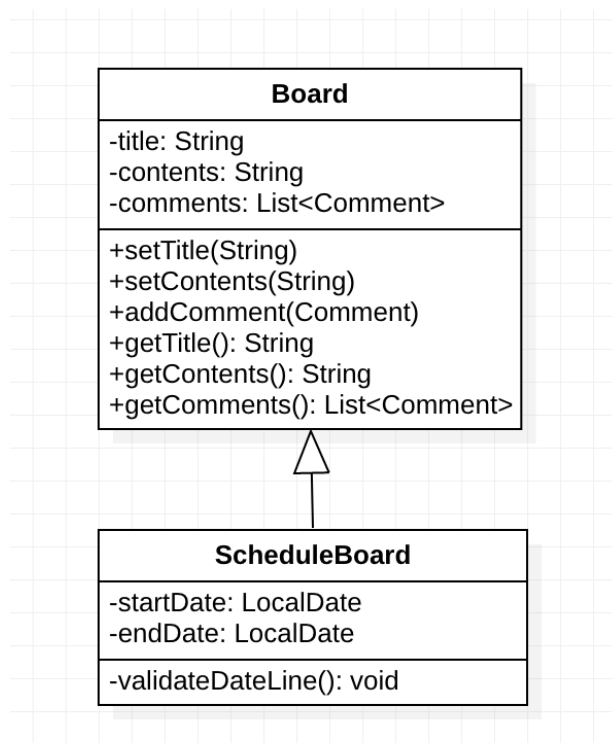 Board
-title: String
-contents: String
-comments: List<Comment>
+setTitle(String)
+setContents(String)
+addComment(Comment)
+getTitle(): String
+getContents(): String
+getComments(): List<Comment>
ScheduleBoard
-startDate: LocalDate
-endDate: LocalDate
-validateDateLine(): void